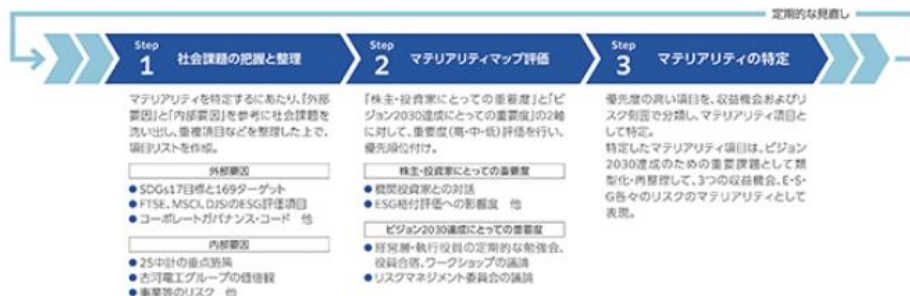 定期的な見直し
Step
1
社会課題の把握と整理
マテリアリティを特定するにあたり、「外部
要因」と「内部要因」を参考に社会課題を
洗い出し、重複項目などを整理した上で、
項目リストを作成。
外部要因
●SDGs17目標と169ターゲット
●FTSE、MSCI、DJSIのESG評価項目
●コーポレートガバナンス・コード 他
内部要因
●25中計の重点施策
●古河電工グループの価値観
●事業等のリスク 他
Step
2
マテリアリティマップ評価
「株主・投資家にとっての重要度」と「ビ
ジョン2030達成にとっての重要度」の2軸
に対して、重要度(高・中・低)評価を行い、
優先順位付け。
株主・投資家にとっての重要度
●機関投資家との対話
●ESG格付評価への影響度 他
ビジョン2030達成にとっての重要度
●経営層・執行役員の定期的な勉強会、
役員合宿、ワークショップの議論
●リスクマネジメント委員会の議論
Step
3
マテリアリティの特定
優先度の高い項目を、収益機会およびリ
スク側面で分類し、マテリアリティ項目と
して特定。
特定したマテリアリティ項目は、ビジョン
2030達成のための重要課題として類
型化・再整理して、3つの収益機会、E・S・
G各々のリスクのマテリアリティとして
表現。